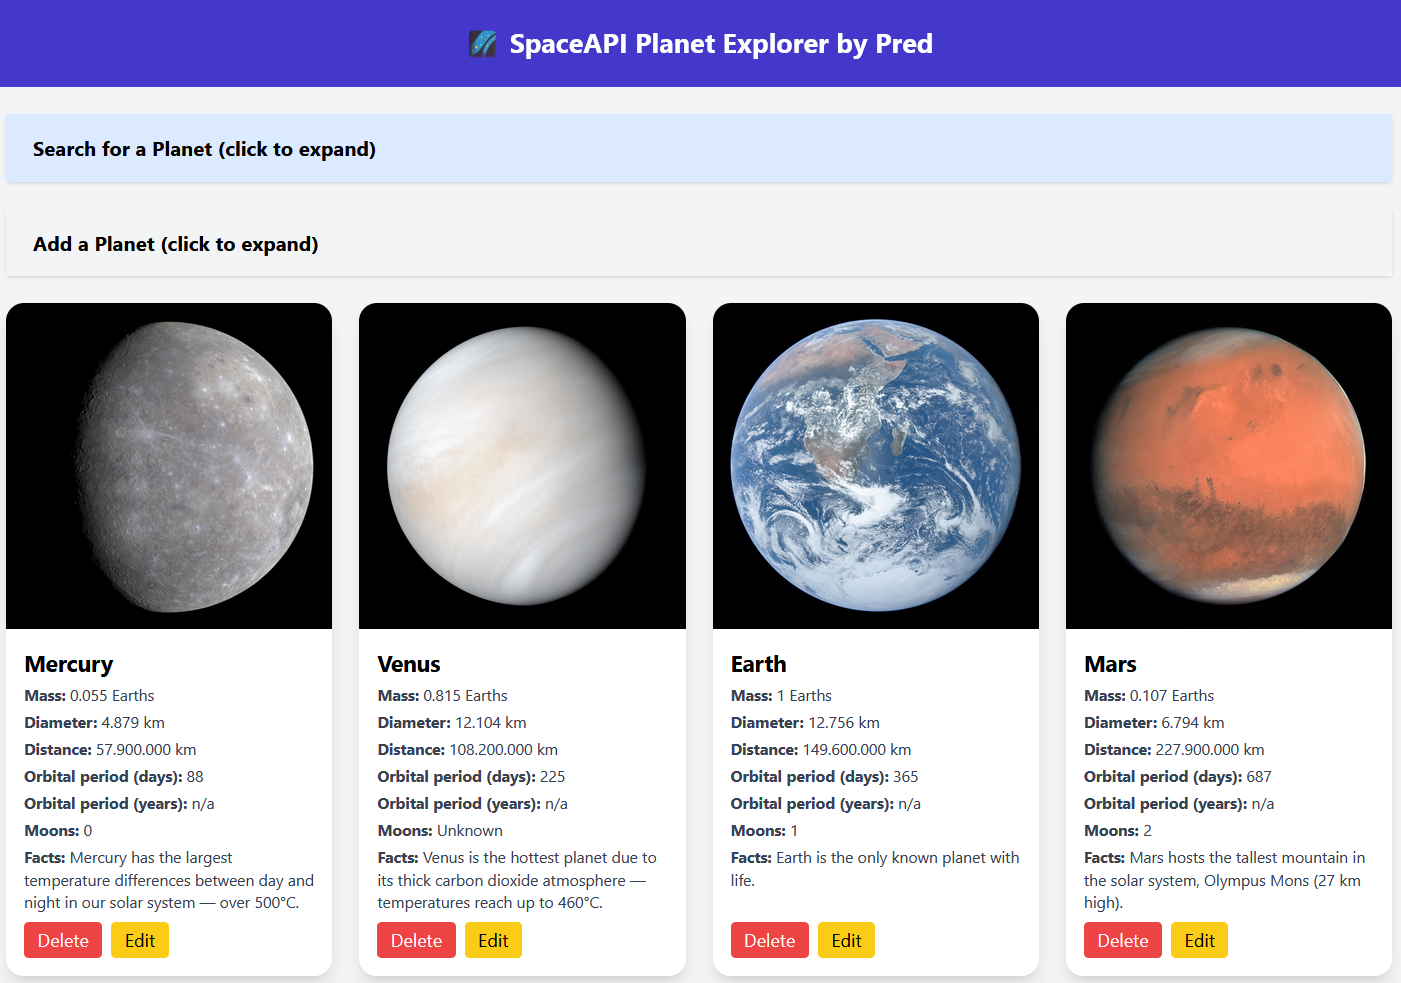 SpaceAPI Planet Explorer by Pred
Search for a Planet (click to expand)
Add a Planet (click to expand)
Mercury
Mass: 0.055 Earths
Diameter: 4.879 km
Distance: 57.900.000 km
Orbital period (days): 88
Orbital period (years): n/a
Moons: 0
Facts: Mercury has the largest
temperature differences between day and
night in our solar system — over 500°C.
Delete Edit
Venus
Mass: 0.815 Earths
Diameter: 12.104 km
Distance: 108.200.000 km
Orbital period (days): 225
Orbital period (years): n/a
Moons: Unknown
Facts: Venus is the hottest planet due to
its thick carbon dioxide atmosphere —
temperatures reach up to 460°C.
Delete Edit
Earth
Mass: 1 Earths
Diameter: 12.756 km
Distance: 149.600.000 km
Orbital period (days): 365
Orbital period (years): n/a
Moons: 1
Facts: Earth is the only known planet with
life.
Delete Edit
Mars
Mass: 0.107 Earths
Diameter: 6.794 km
Distance: 227.900.000 km
Orbital period (days): 687
Orbital period (years): n/a
Moons: 2
Facts: Mars hosts the tallest mountain in
the solar system, Olympus Mons (27 km
high).
Delete Edit